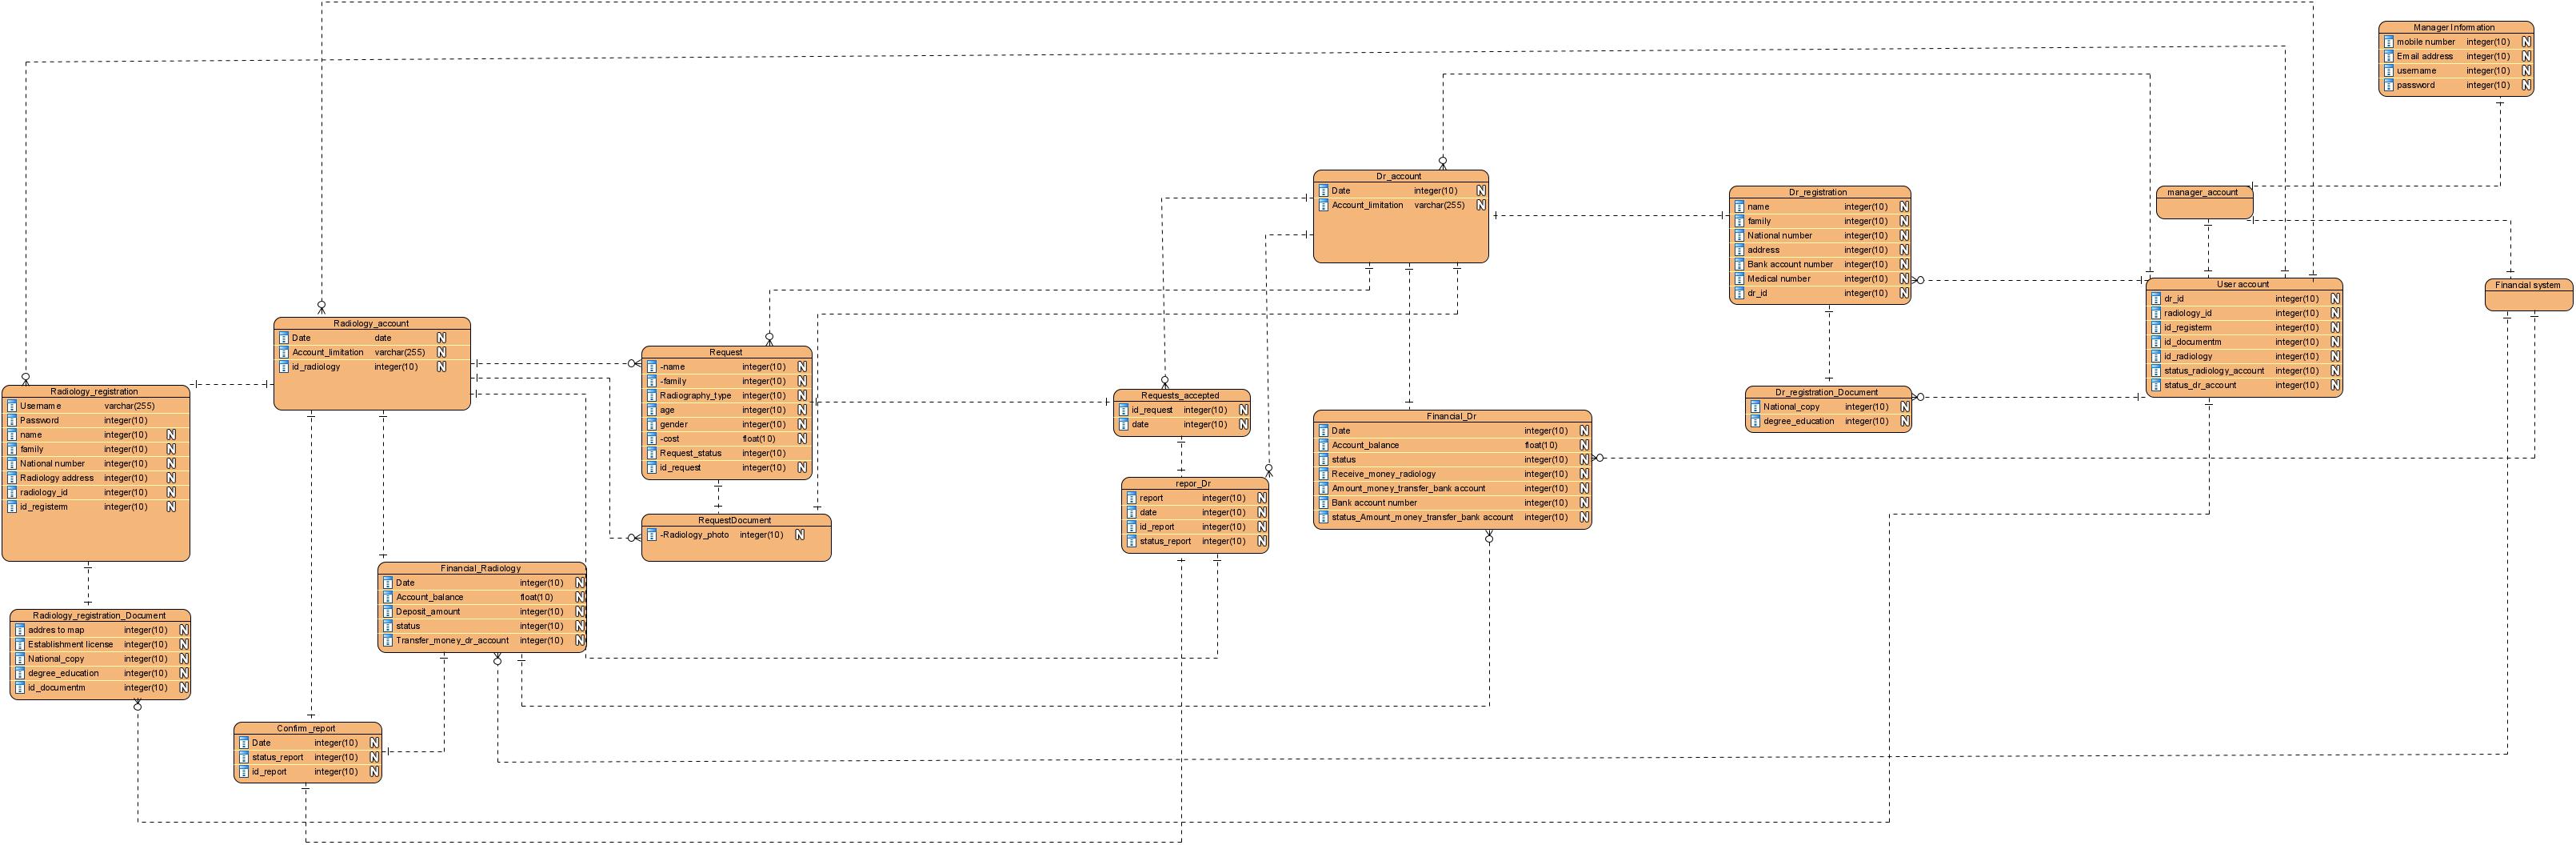 Manager Information
mobile number integer(10) N
Email address integer(10) N
username integer(10) N
password integer(10) N
Dr_account
Date integer(10) N
Account_limitation varchar(255) N
Dr_registration
name integer(10) N
family integer(10) N
National number integer(10) N
address integer(10) N
Bank account number integer(10) N
Medical number integer(10) N
dr_id integer(10) N
manager_account
User account
dr_id integer(10) N
radiology_id integer(10) N
id_registerm integer(10) N
id_documentm integer(10) N
id_radiology integer(10) N
status_radiology_account integer(10) N
status_dr_account integer(10) N
Financial system
Radiology_account
Date date N
Account_limitation varchar(255) N
id_radiology integer(10) N
Request
-name integer(10) N
-family integer(10) N
Radiography_type integer(10) N
age integer(10) N
gender integer(10) N
-cost float(10) N
Request_status integer(10)
id_request integer(10) N
Radiology_registration
Username varchar(255)
Password integer(10)
name integer(10) N
family integer(10) N
National number integer(10) N
Radiology address integer(10) N
radiology_id integer(10) N
id_registerm integer(10) N
Requests_accepted
id_request integer(10) N
date integer(10) N
Dr_registration_Document
National_copy integer(10) N
degree_education integer(10) N
Financial_Dr
Date integer(10) N
Account_balance float(10) N
status integer(10) N
Receive_money_radiology integer(10) N
Amount_money_transfer_bank account integer(10) N
Bank account number integer(10) N
status_Amount_money_transfer_bank account integer(10) N
repor_Dr
report integer(10) N
date integer(10) N
id_report integer(10) N
status_report integer(10) N
RequestDocument
-Radiology_photo integer(10) N
Financial_Radiology
Date integer(10) N
Account_balance float(10) N
Deposit_amount integer(10) N
status integer(10) N
Transfer_money_dr_account integer(10) N
Radiology_registration_Document
addres to map integer(10) N
Establishment license integer(10) N
National_copy integer(10) N
degree_education integer(10) N
id_documentm integer(10) N
Confirm_report
Date integer(10) N
status_report integer(10) N
id_report integer(10) N